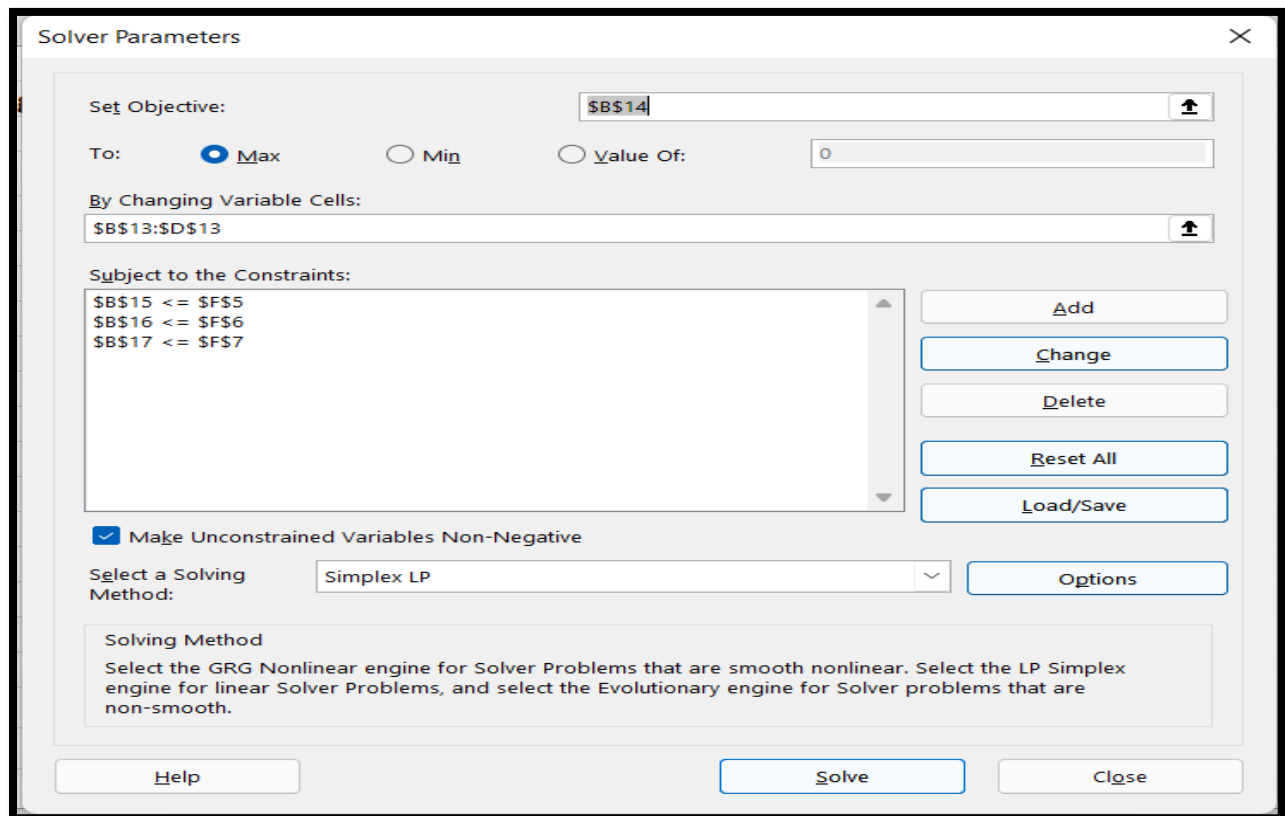 Solver Parameters
Set Objective:
$B$14
To:
Max
Min
Value Of:
0
By Changing Variable Cells:
$B$13:$D$13
Subject to the Constraints:
$B$15 <= $F$5
$B$16 <= $F$6
$B$17 <= $F$7
Add
Change
Delete
Reset All
Load/Save
Make Unconstrained Variables Non-Negative
Select a Solving
Method:
Simplex LP
Options
Solving Method
Select the GRG Nonlinear engine for Solver Problems that are smooth nonlinear. Select the LP Simplex
engine for linear Solver Problems, and select the Evolutionary engine for Solver problems that are
non-smooth.
Help
Solve
Close